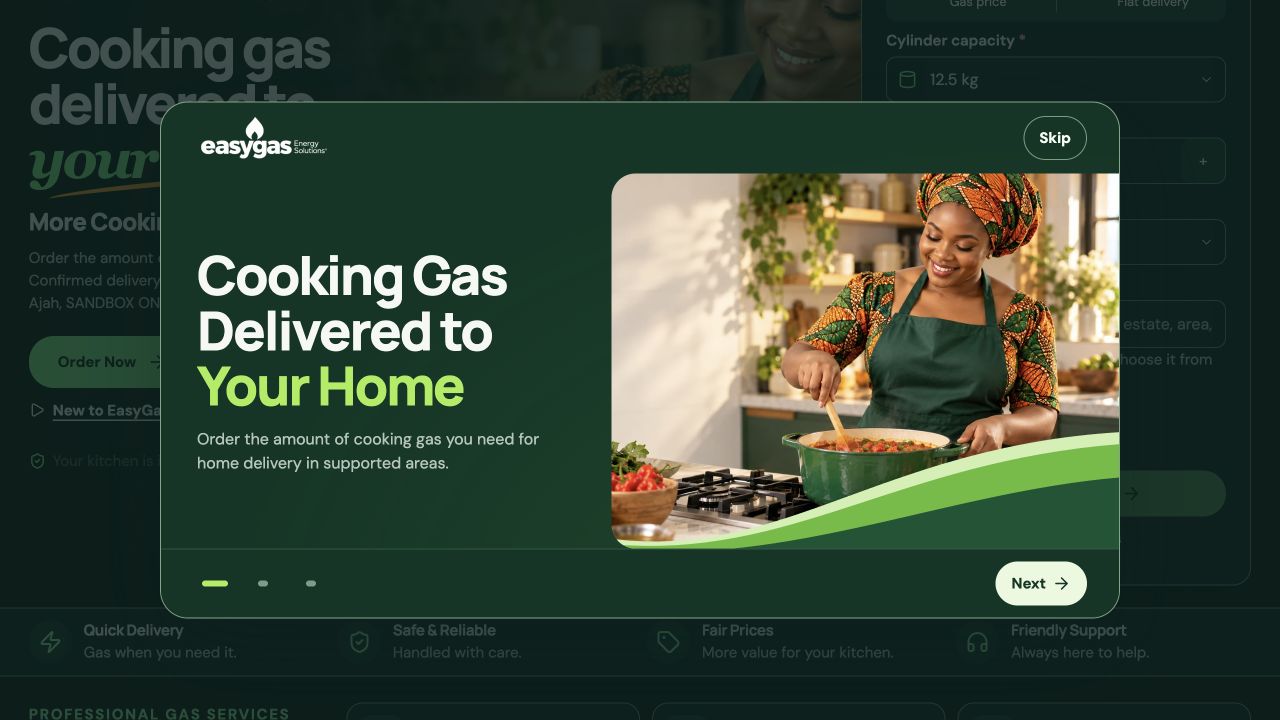 Cooking gas
delivered to
your
More Cooki
Order the amount
Confirmed delivery
Ajah, SANDBOX ON
Order Now
New to EasyGa
Your kitchen is
Gas price
Flat delivery
Cylinder capacity *
12.5 kg
+
estate, area,
hoose it from
easygas Energy
Solutions
Skip
Cooking Gas
Delivered to
Your Home
Order the amount of cooking gas you need for
home delivery in supported areas.
Next
Quick Delivery
Gas when you need it.
Safe & Reliable
Handled with care.
Fair Prices
More value for your kitchen.
Friendly Support
Always here to help.
PROFESSIONAL GAS SERVICES